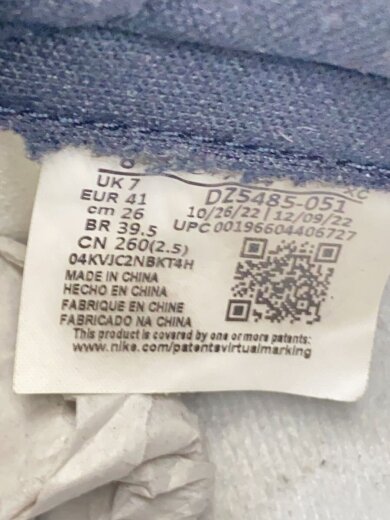 UK 7
EUR 41
cm 26
BR 39.5
CN 260(2.5)
04KVJC2NBKT4H
XC
DZ5485-051
10/26/22 | 12/09/22
UPC 00196604406727
MADE IN CHINA
HECHO EN CHINA
FABRIQUE EN CHINE
FABRICADO NA CHINA
This product is covered by one or more patents:
www.nike.com/patentsvirtualmarking